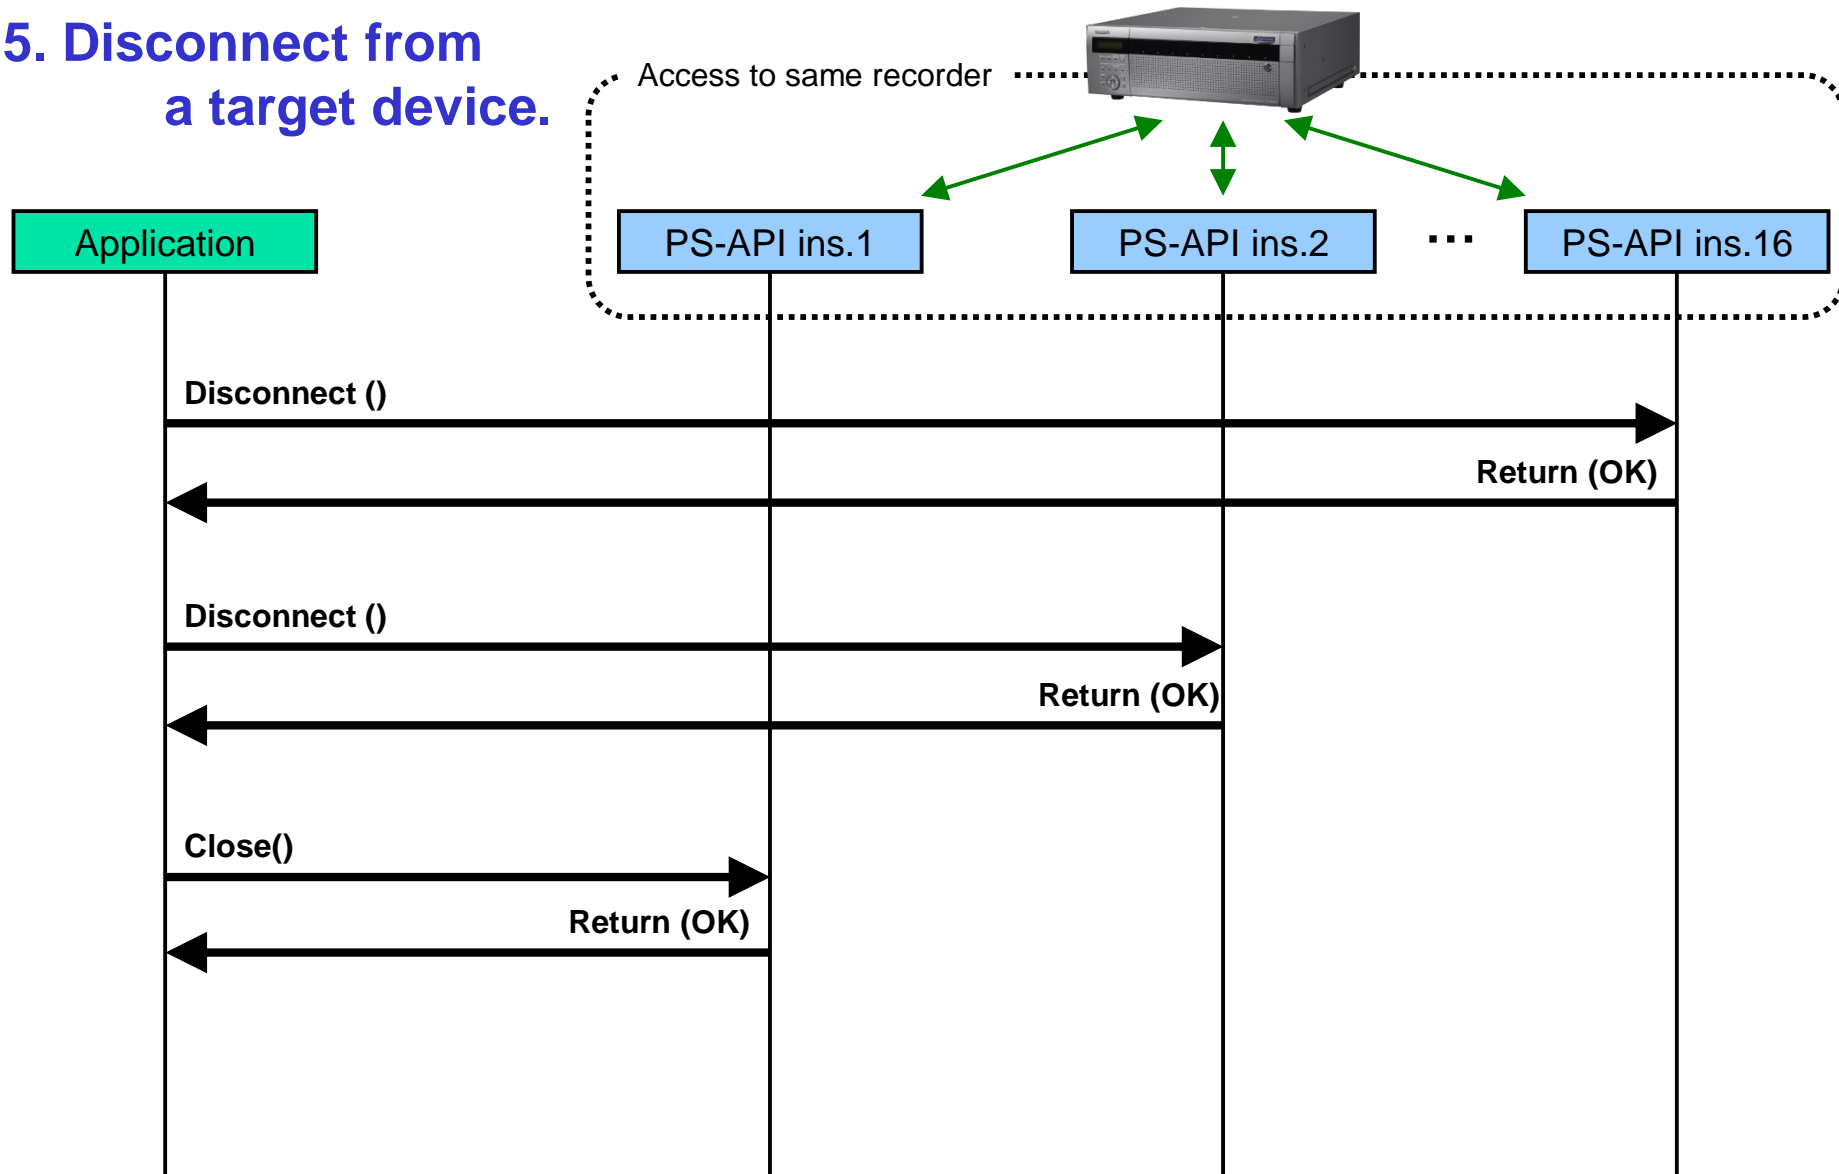 5. Disconnect from
a target device.
Access to same recorder
Application
PS-API ins.1
PS-API ins.2
...
PS-API ins.16
Disconnect ()
Return (OK)
Disconnect ()
Return (OK)
Close()
Return (OK)